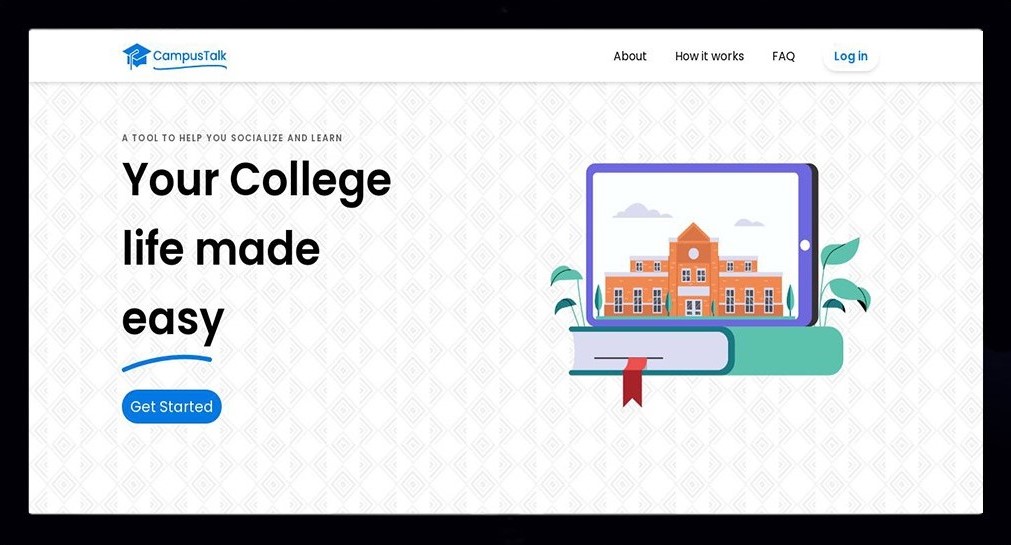 CampusTalk
About
How it works
FAQ
Log in
A TOOL TO HELP YOU SOCIALIZE AND LEARN
Your College
life made
easy
Get Started